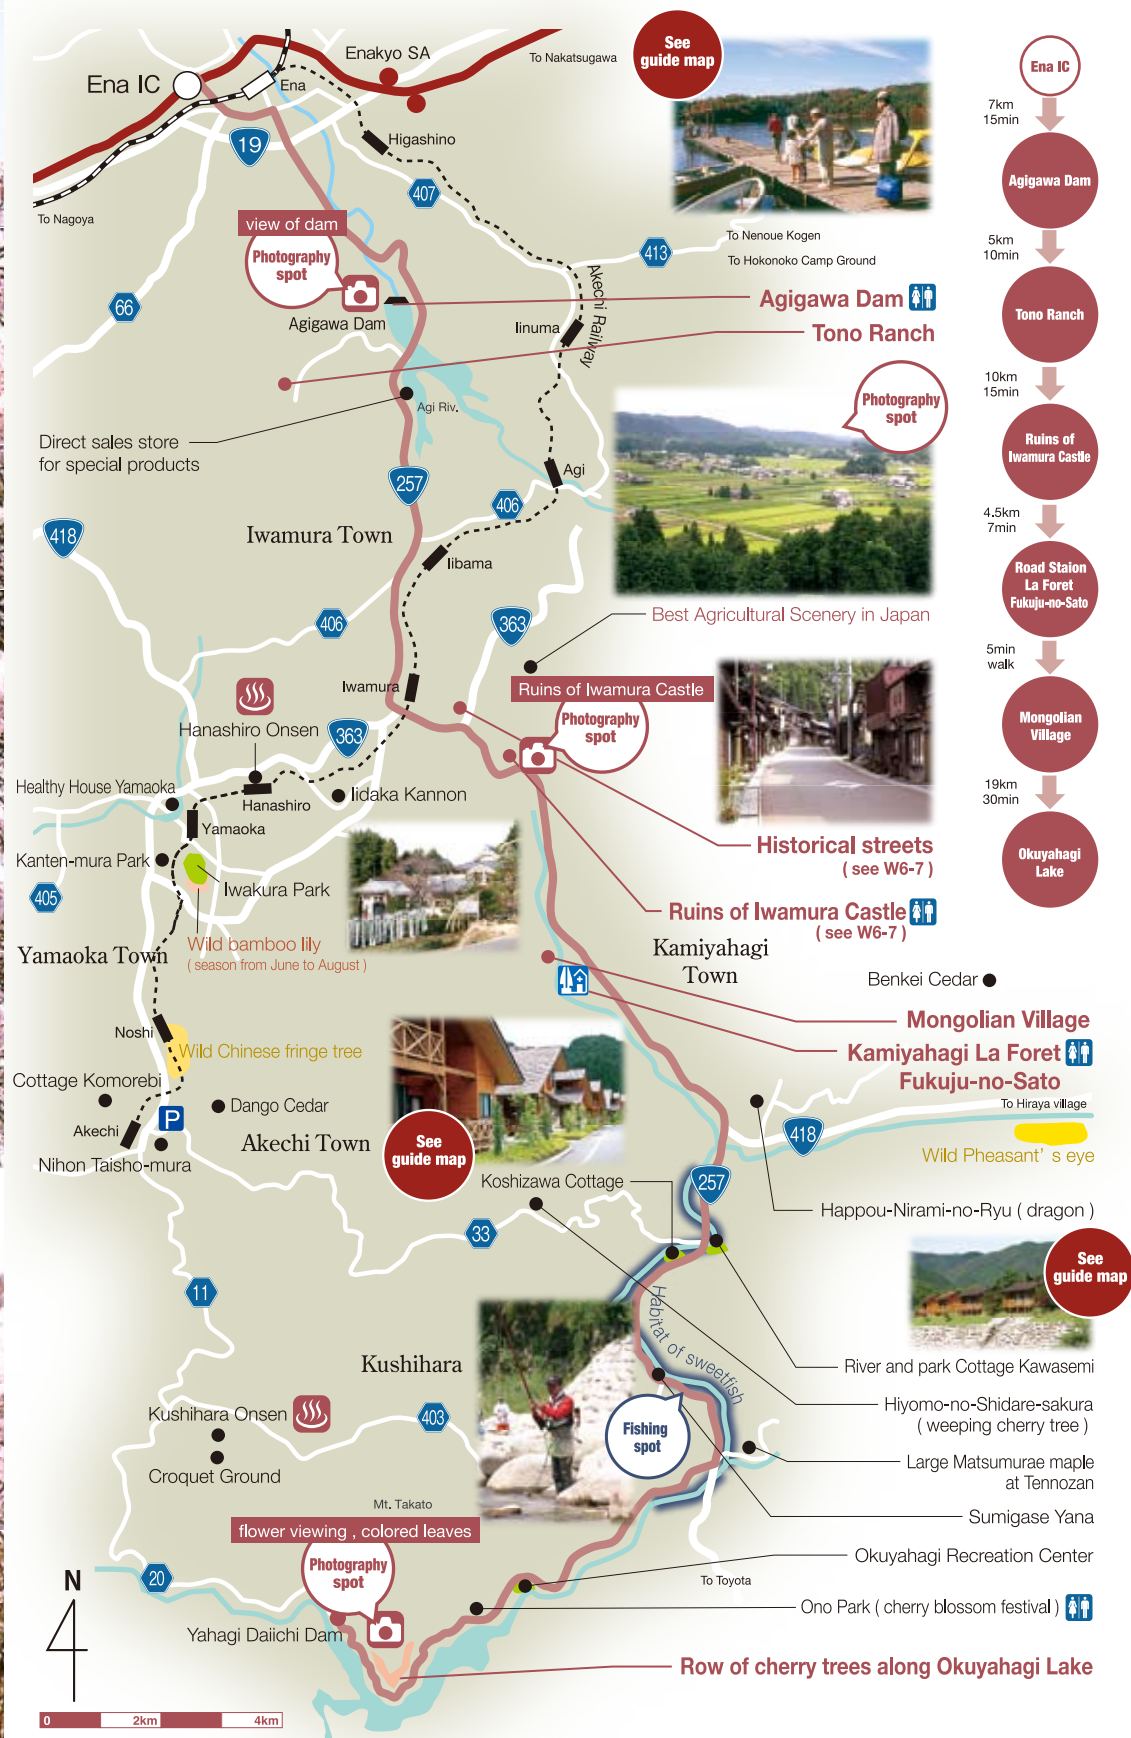 Enakyo SA
To Nakatsugawa
See
guide map
Ena IC
Ena
Higashino
19
407
To Nagoya
view of dam
Photography
spot
413
To Nenoue Kogen
To Hokonoko Camp Ground
66
Agigawa Dam
Akechi Railway
Iinuma
Agigawa Dam
Tono Ranch
Agi Riv.
Direct sales store
for special products
Photography
spot
257
Agi
406
418
Iwamura Town
Iibama
406
363
Best Agricultural Scenery in Japan
Iwamura
Ruins of Iwamura Castle
Photography
spot
Hanashiro Onsen
363
Healthy House Yamaoka
Hanashiro
Iidaka Kannon
Yamaoka
Kanten-mura Park
405
Iwakura Park
Historical streets
( see W6-7 )
Ruins of Iwamura Castle
( see W6-7 )
Yamaoka Town
Wild bamboo lily
( season from June to August )
Kamiyahagi
Town
Benkei Cedar
Mongolian Village
Noshi
Wild Chinese fringe tree
Kamiyahagi La Foret
Fukuju-no-Sato
Cottage Komorebi
P
Dango Cedar
To Hiraya village
Akechi
Akechi Town
See
guide map
418
Wild Pheasant' s eye
Nihon Taisho-mura
Koshizawa Cottage
257
Happou-Nirami-no-Ryu ( dragon )
33
See
guide map
11
Habitat of sweetfish
Kushihara
River and park Cottage Kawasemi
Hiyomo-no-Shidare-sakura
( weeping cherry tree )
Kushihara Onsen
403
Fishing
spot
Croquet Ground
Large Matsumurae maple
at Tennozan
Mt. Takato
Sumigase Yana
flower viewing , colored leaves
Photography
spot
Okuyahagi Recreation Center
N
20
To Toyota
Ono Park ( cherry blossom festival )
Yahagi Daiichi Dam
Row of cherry trees along Okuyahagi Lake
0
2km
4km
Ena IC
7km
15min
Agigawa Dam
5km
10min
Tono Ranch
10km
15min
Ruins of
Iwamura Castle
4.5km
7min
Road Staion
La Foret
Fukuju-no-Sato
5min
walk
Mongolian
Village
19km
30min
Okuyahagi
Lake